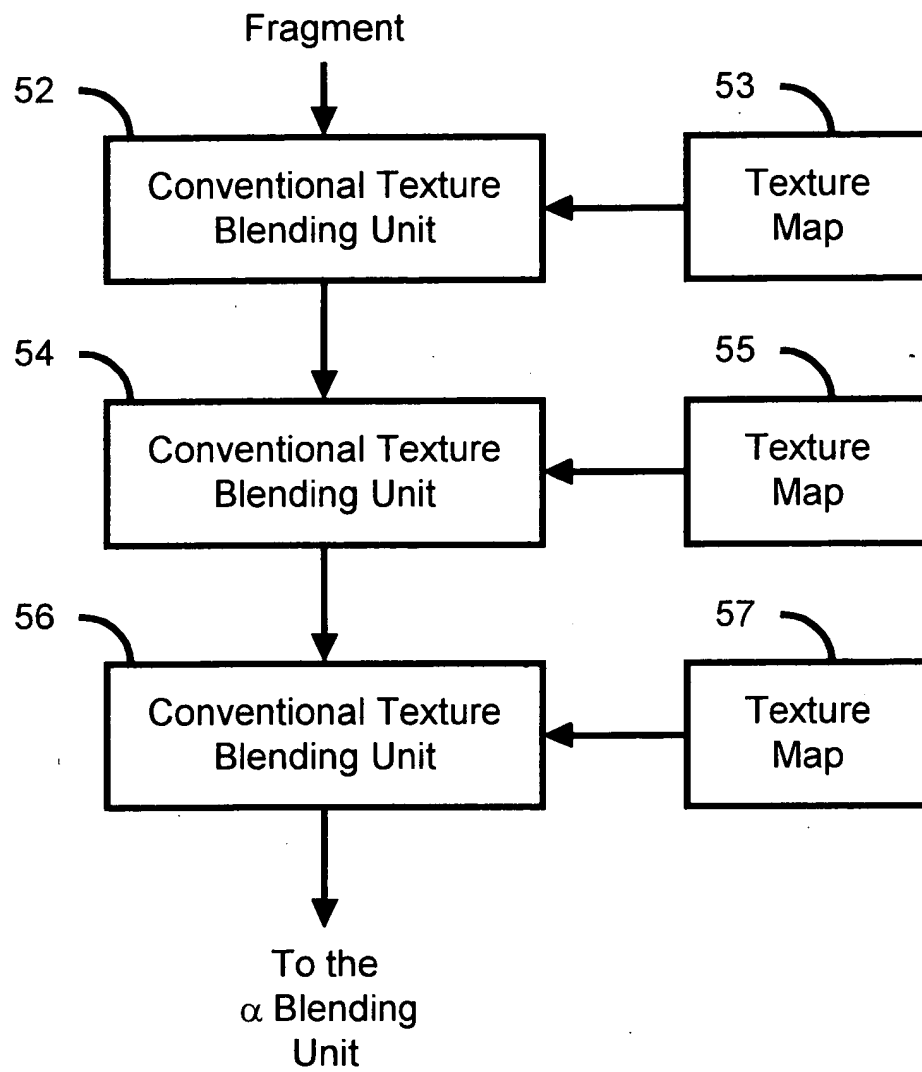 Fragment
52
53
Conventional Texture
Blending Unit
Texture
Map
54
55
Conventional Texture
Blending Unit
Texture
Map
56
57
Conventional Texture
Blending Unit
Texture
Map
To the
α Blending
Unit